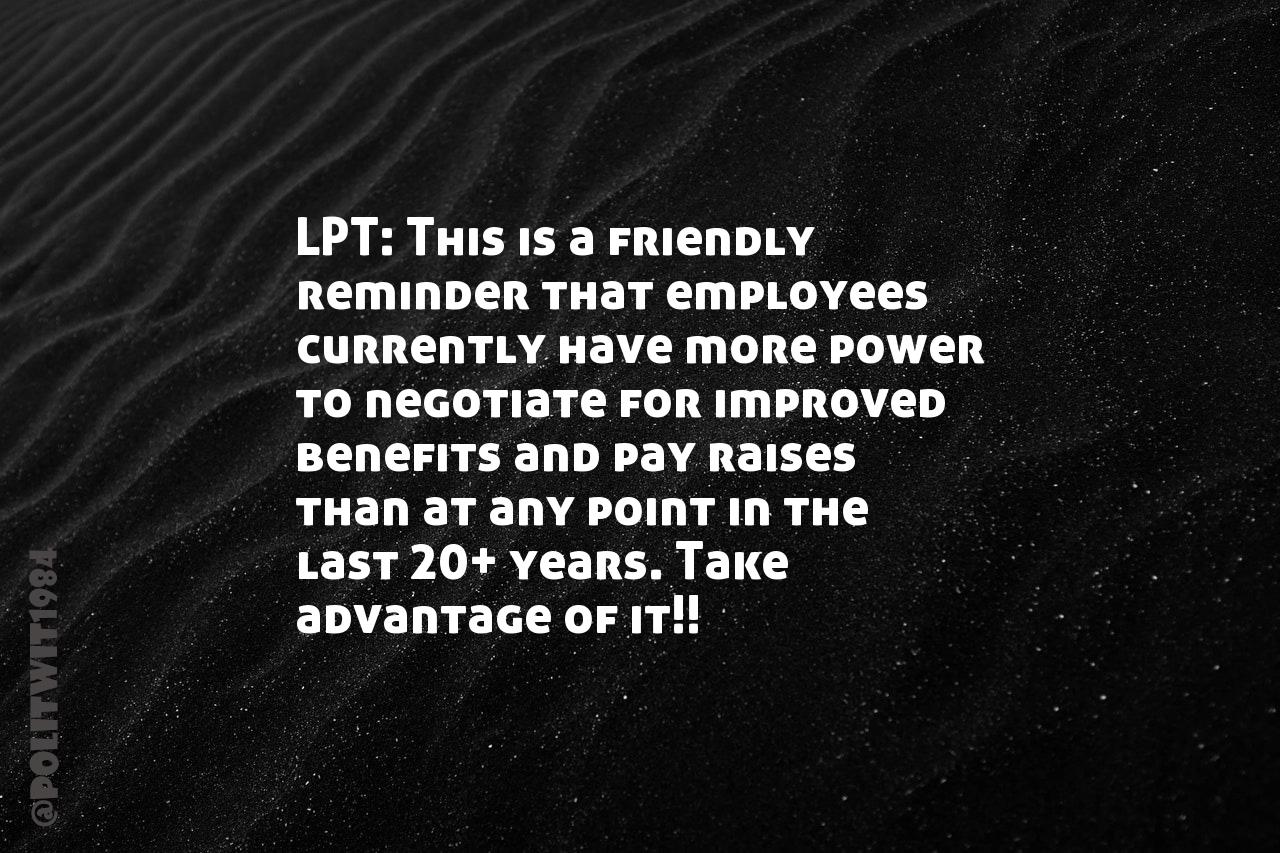 LPT: This is a friendly
reminder that employees
currently have more power
to negotiate for improved
benefits and pay raises
than at any point in the
last 20+ years. Take
advantage of it!!
@POLITWIT1984